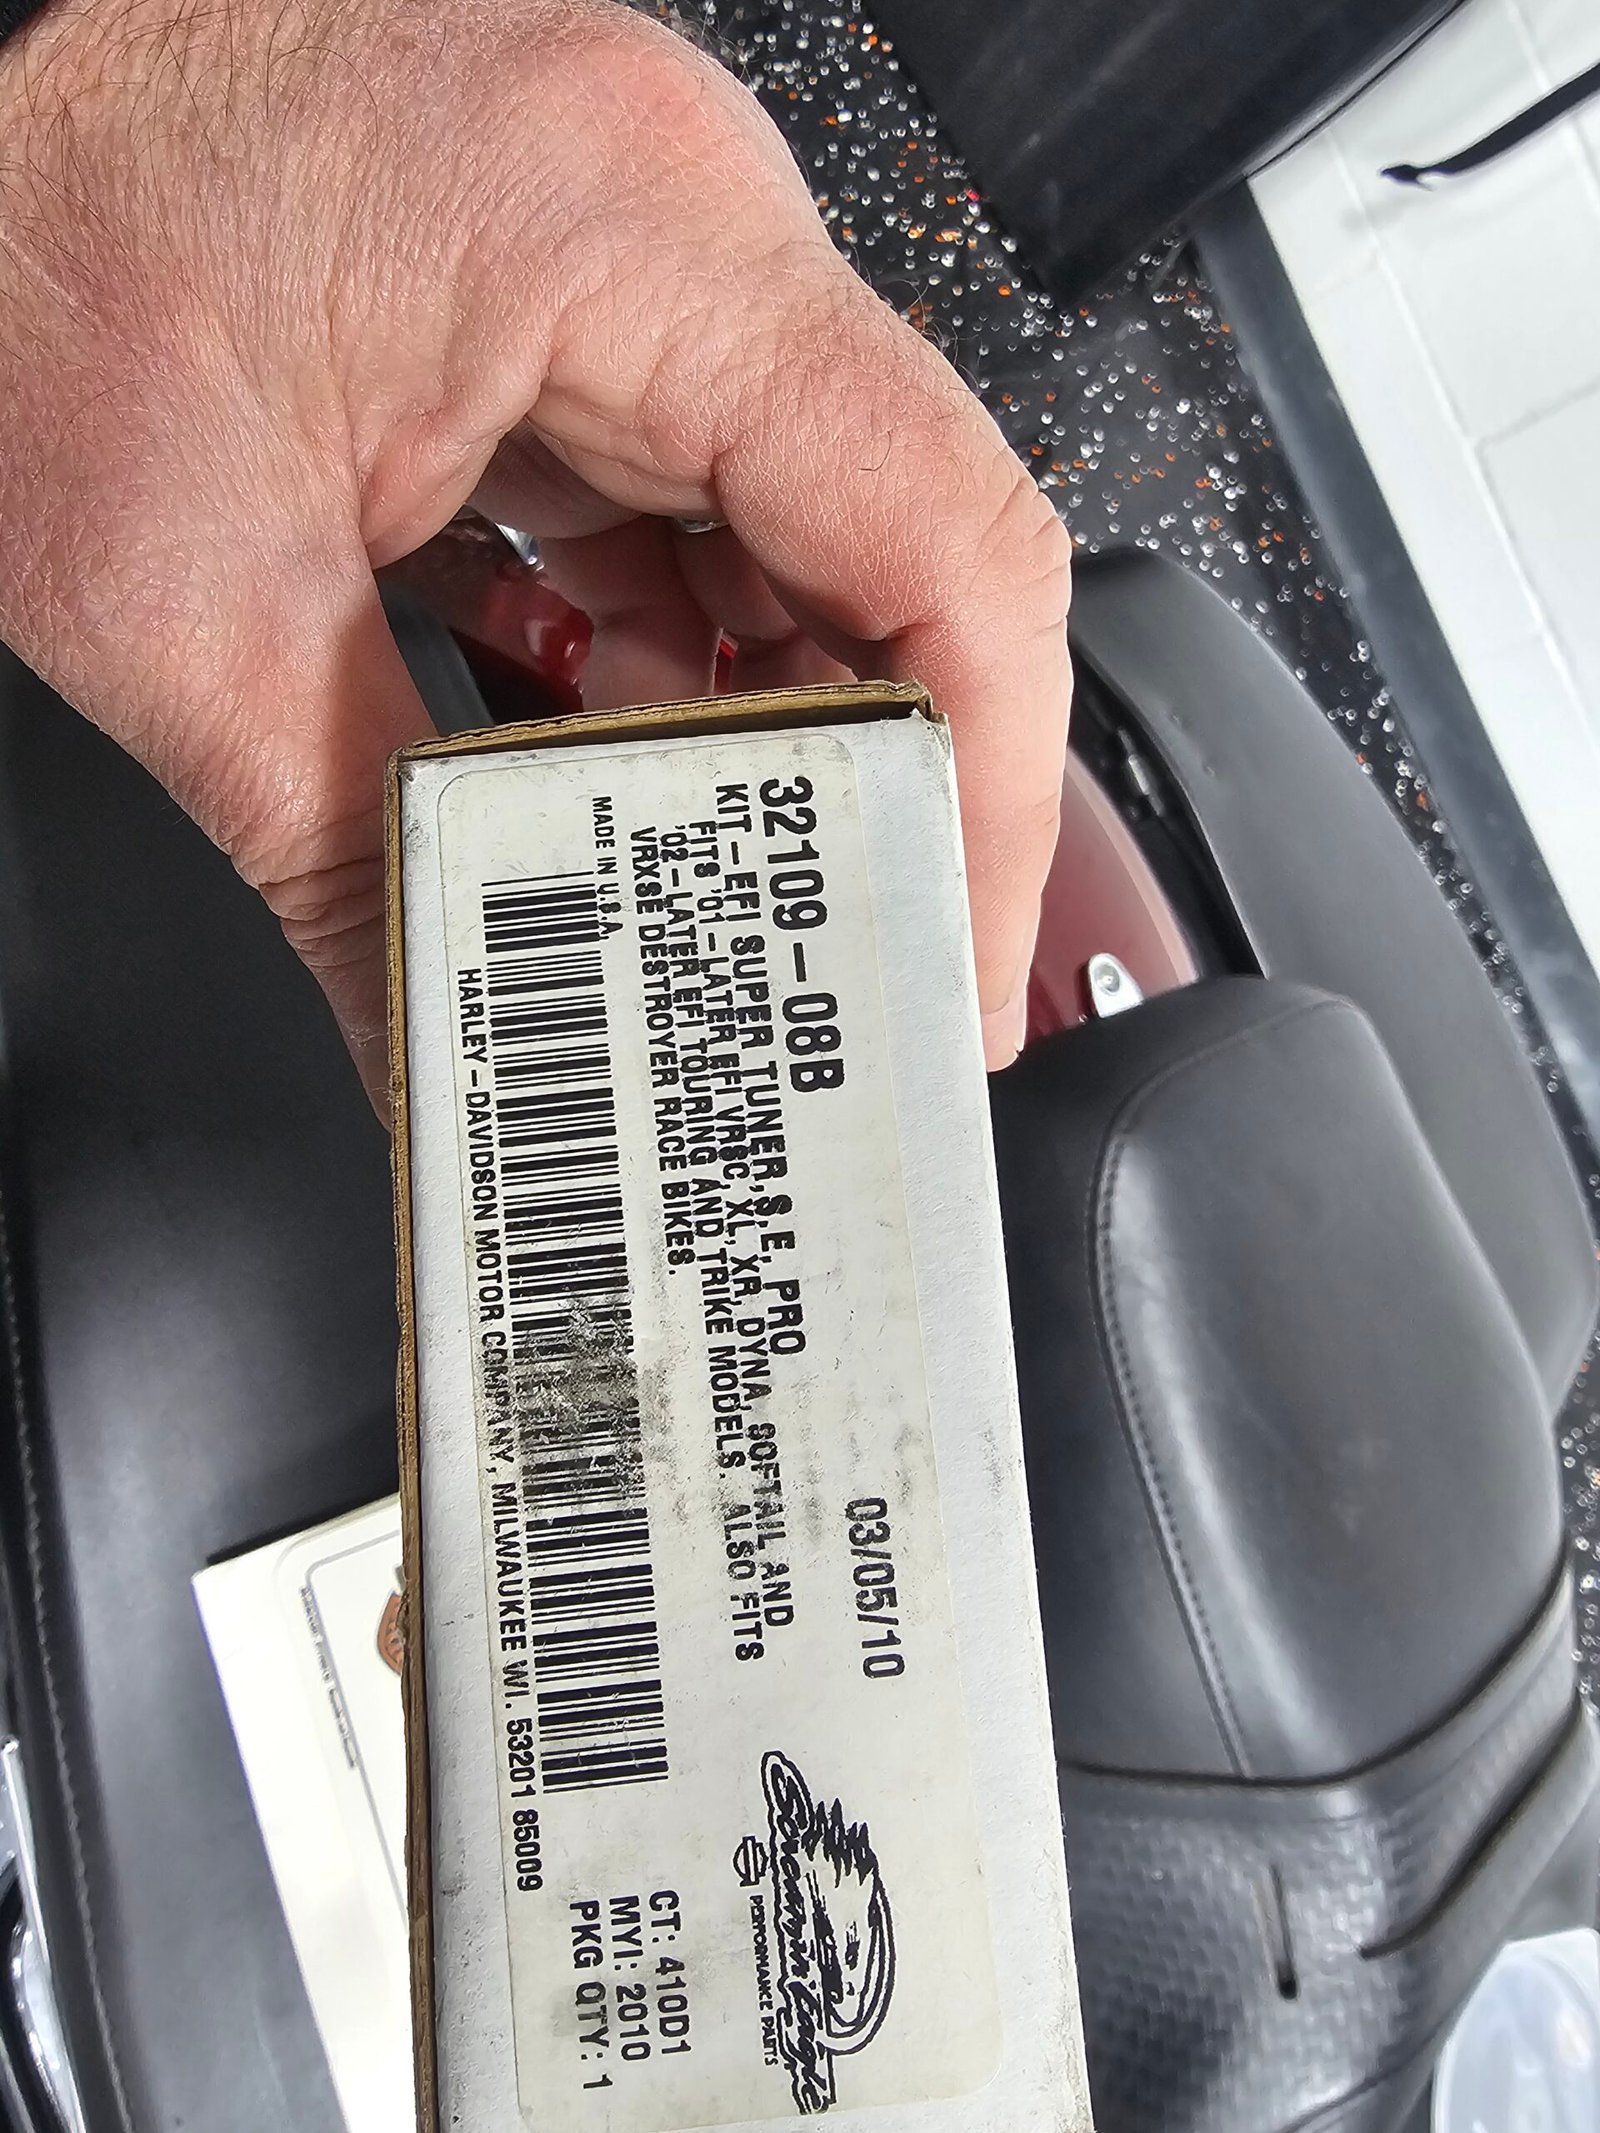 32109-08B
03/05/10
KIT-EFI SUPER TUNER,S.E. PRO
FITS '01-LATER EFI VRSC, XL, XR, DYNA, SOFTAIL AND
'02-LATER EFI TOURING AND TRIKE MODELS. ALSO FITS
VRXSE DESTROYER RACE BIKES.
MADE IN U.S.A.
HARLEY-DAVIDSON MOTOR COMPANY, MILWAUKEE WI. 53201 85009
Screamin' Eagle
PERFORMANCE PARTS
CT: 410D1
MYI: 2010
PKG QTY: 1